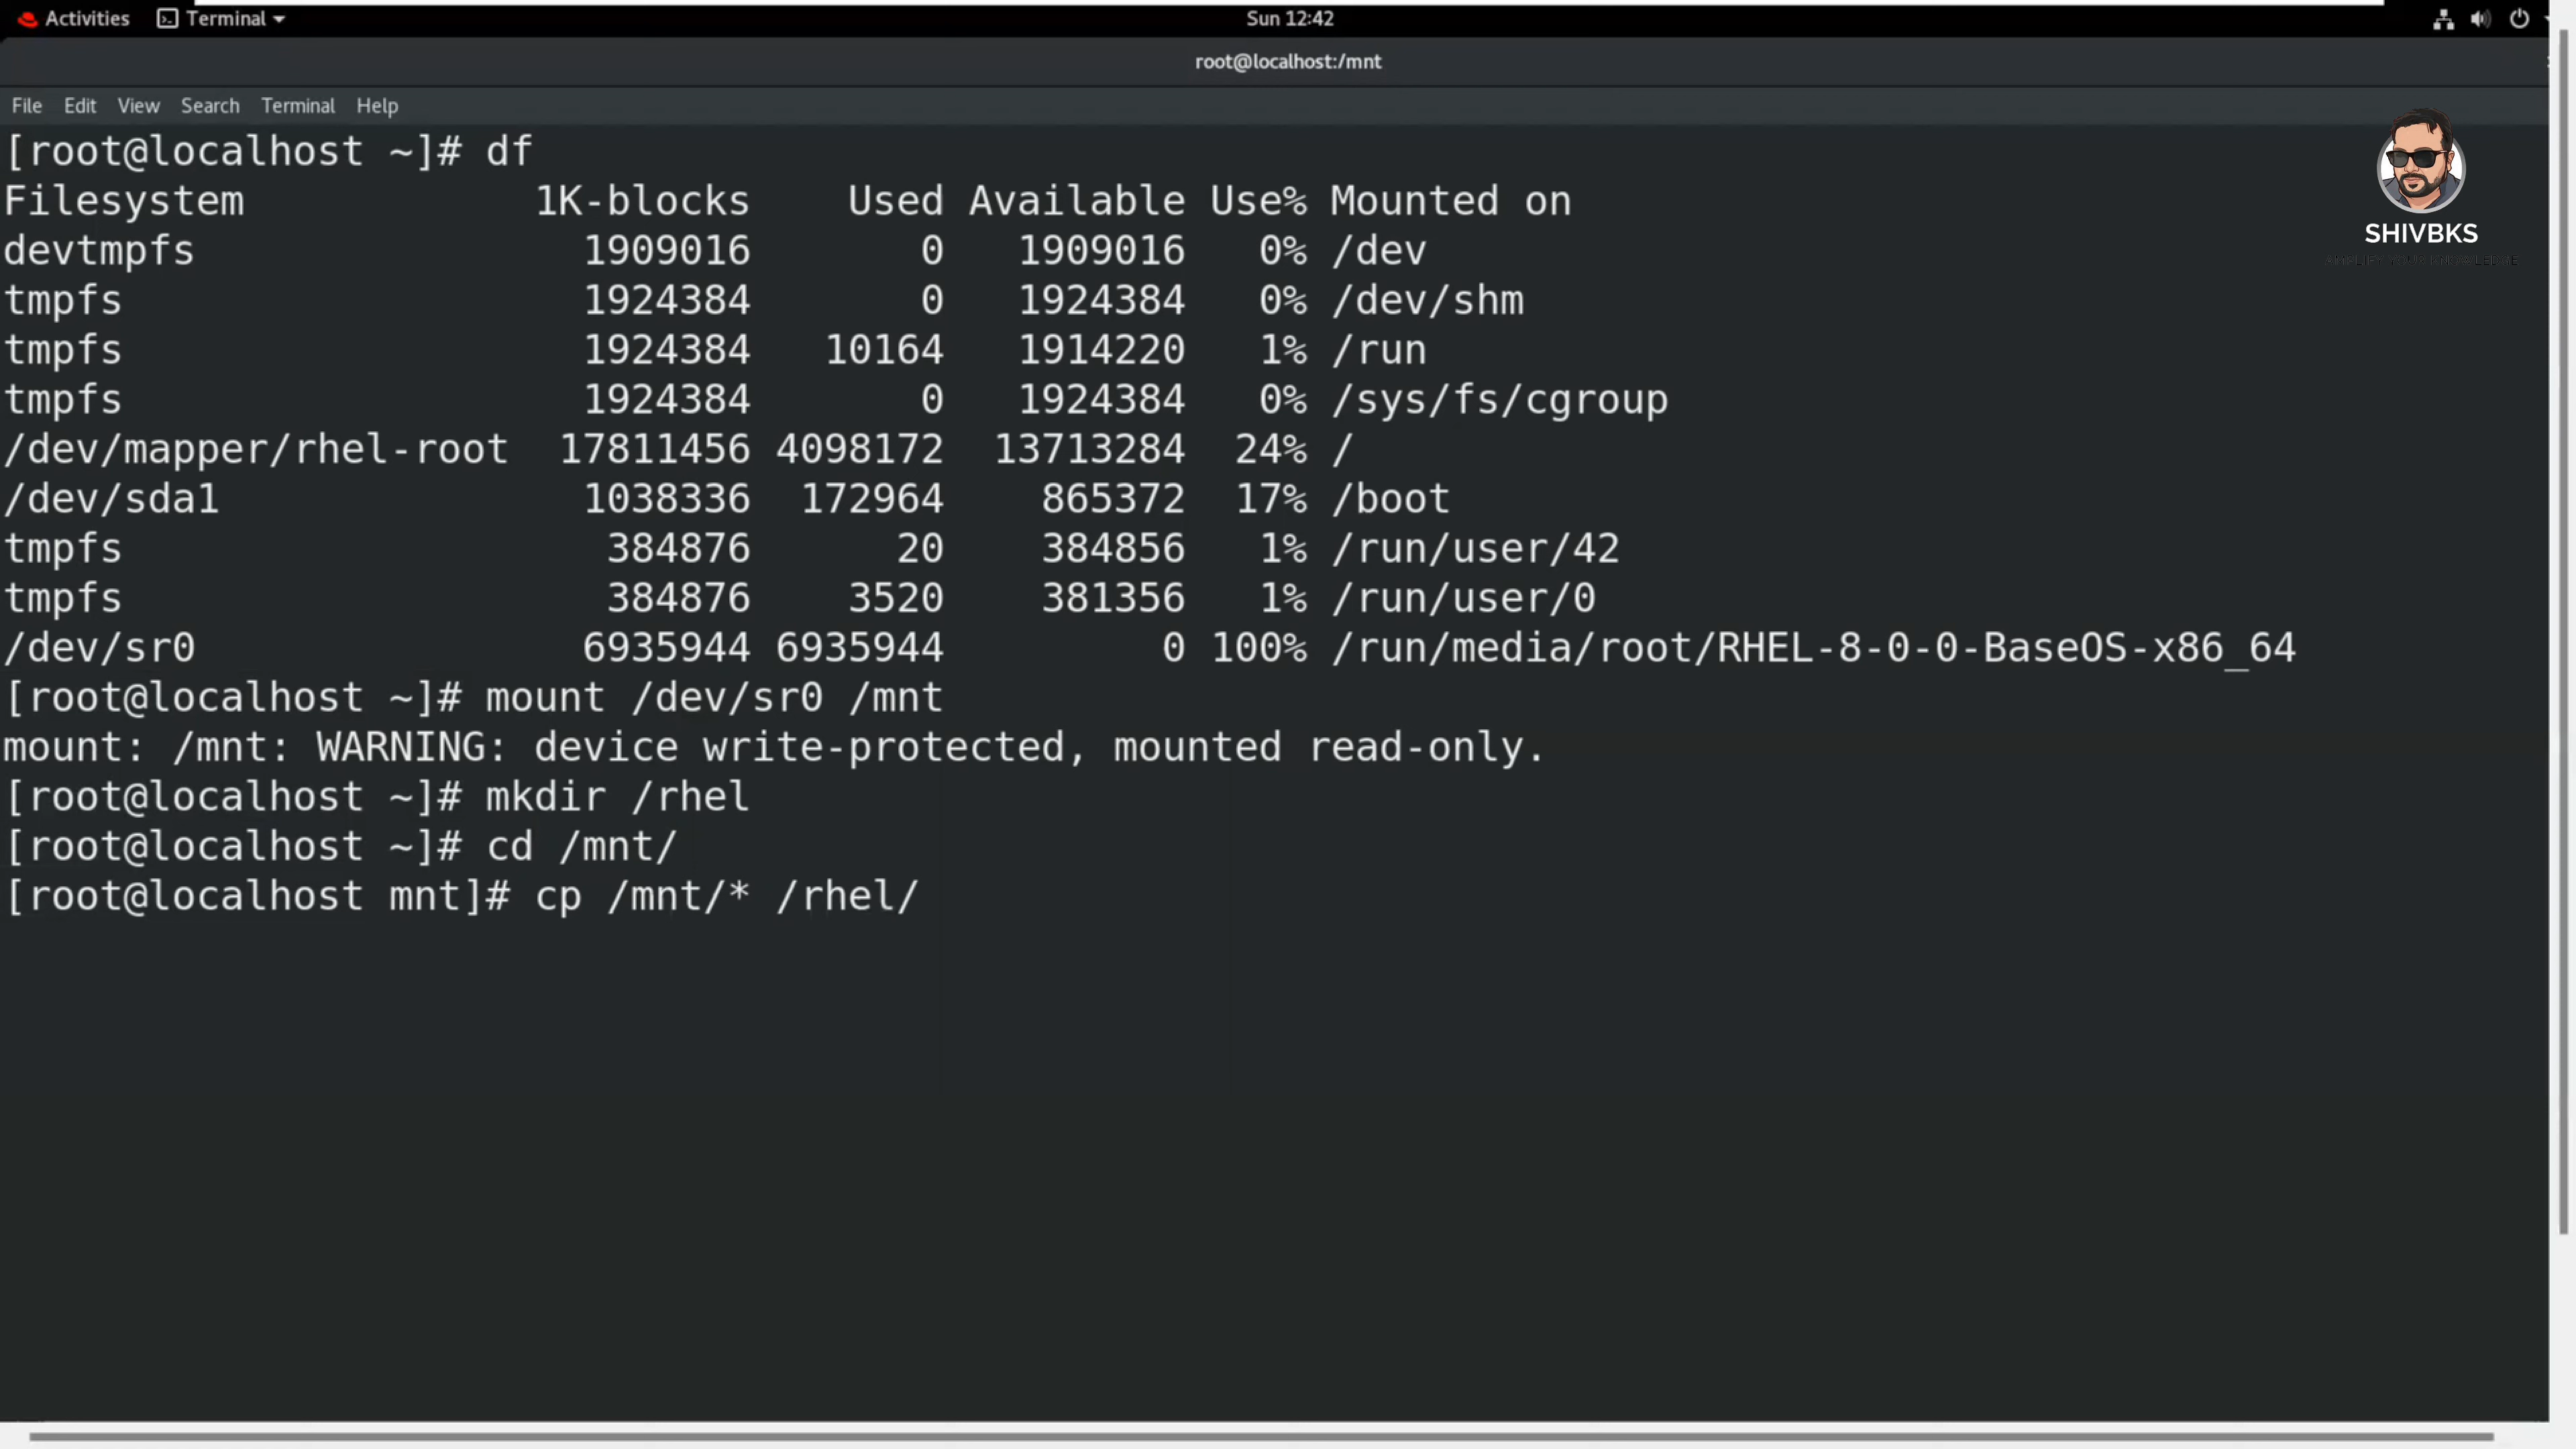 Activities Terminal Sun 12:42
root@localhost:/mnt
File Edit View Search Terminal Help
[root@localhost ~]# df
Filesystem 1K-blocks Used Available Use% Mounted on
devtmpfs 1909016 0 1909016 0% /dev
tmpfs 1924384 0 1924384 0% /dev/shm
tmpfs 1924384 10164 1914220 1% /run
tmpfs 1924384 0 1924384 0% /sys/fs/cgroup
/dev/mapper/rhel-root 17811456 4098172 13713284 24% /
/dev/sda1 1038336 172964 865372 17% /boot
tmpfs 384876 20 384856 1% /run/user/42
tmpfs 384876 3520 381356 1% /run/user/0
/dev/sr0 6935944 6935944 0 100% /run/media/root/RHEL-8-0-0-BaseOS-x86_64
[root@localhost ~]# mount /dev/sr0 /mnt
mount: /mnt: WARNING: device write-protected, mounted read-only.
[root@localhost ~]# mkdir /rhel
[root@localhost ~]# cd /mnt/
[root@localhost mnt]# cp /mnt/* /rhel/
SHIVBKS
AMPLIFY YOUR KNOWLEDGE